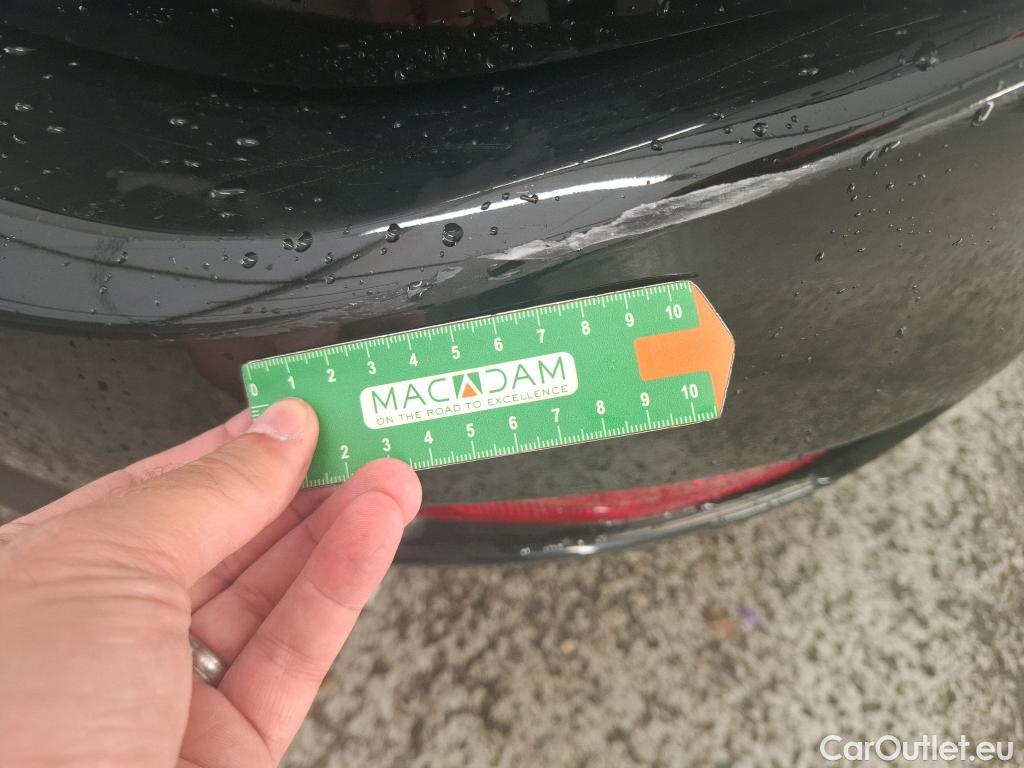 0 1 2 3 4 5 6 7 8 9 10
MACADAM
ON THE ROAD TO EXCELLENCE
2 3 4 5 6 7 8 9 10
CarOutlet.eu